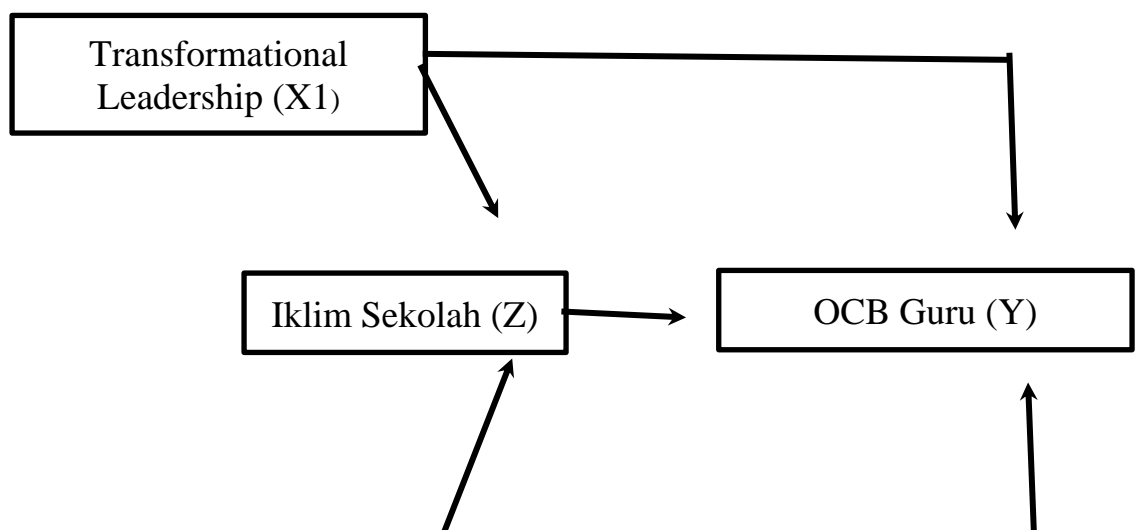 Transformational
Leadership (X1)
Iklim Sekolah (Z)
OCB Guru (Y)